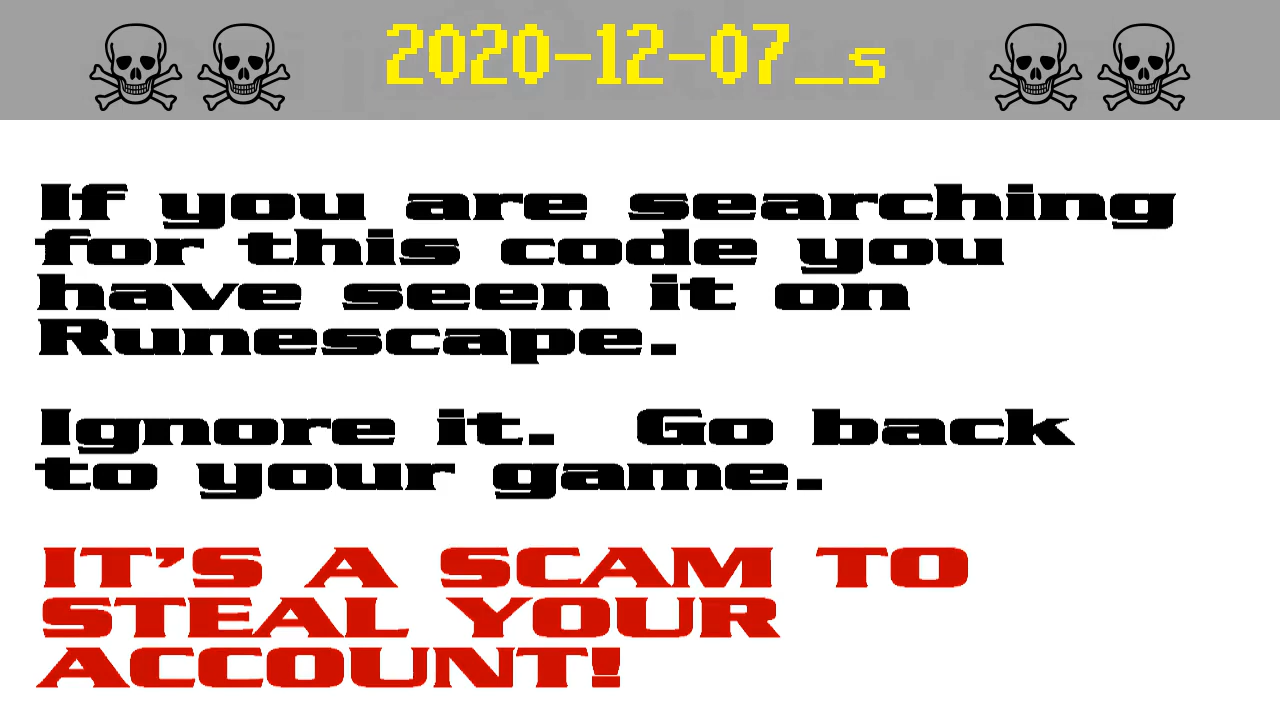 2020-12-07_s
If you are searching
for this code you
have seen it on
Runescape.
Ignore it. Go back
to your game.
IT'S A SCAM TO
STEAL YOUR
ACCOUNT!